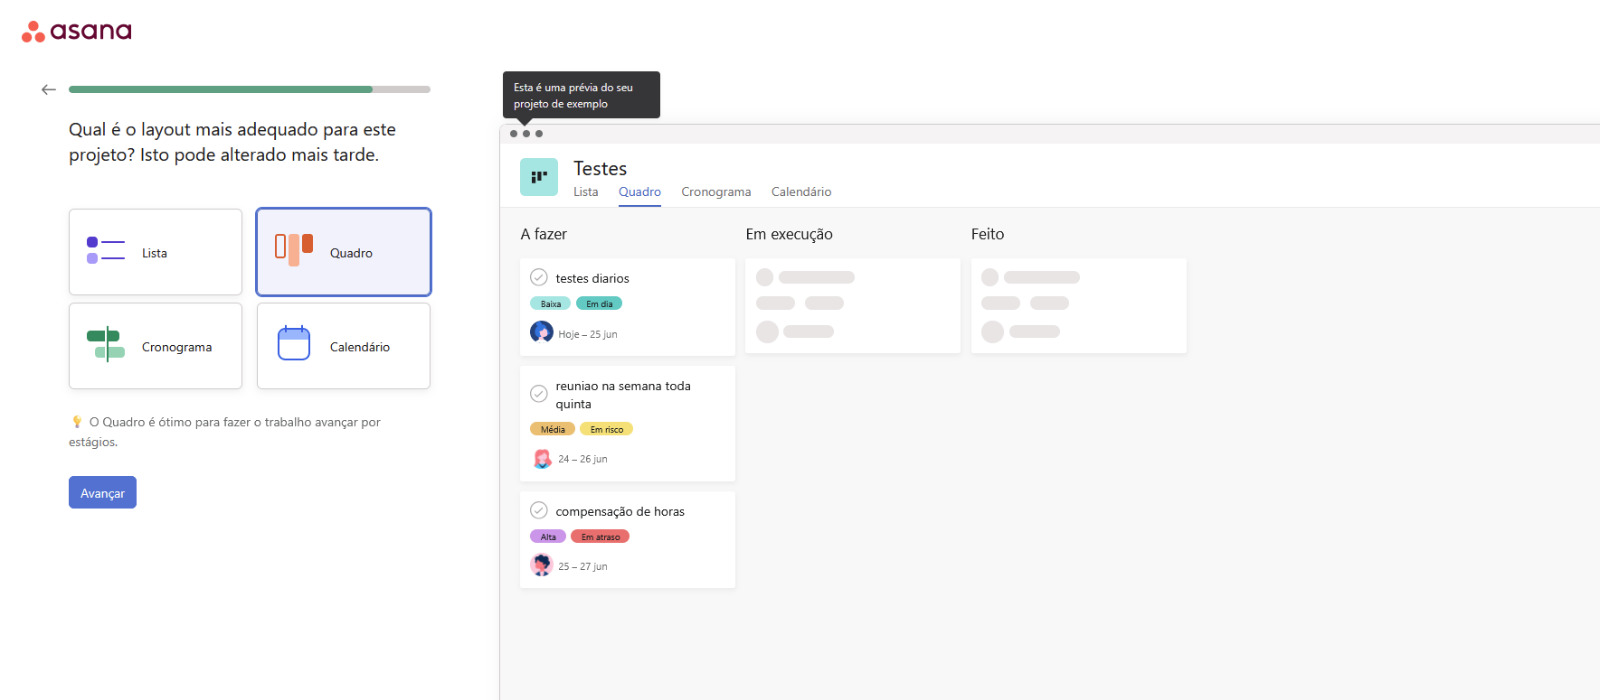 asana
Qual é o layout mais adequado para este
projeto? Isto pode alterado mais tarde.
Lista
Quadro
Cronograma
Calendário
O Quadro é ótimo para fazer o trabalho avançar por
estágios.
Avançar
Esta é uma prévia do seu
projeto de exemplo
Testes
Lista Quadro Cronograma Calendário
A fazer
testes diarios
Baixa Em dia
Hoje – 25 jun
reuniao na semana toda
quinta
Média Em risco
24 – 26 jun
compensação de horas
Alta Em atraso
25 – 27 jun
Em execução
Feito